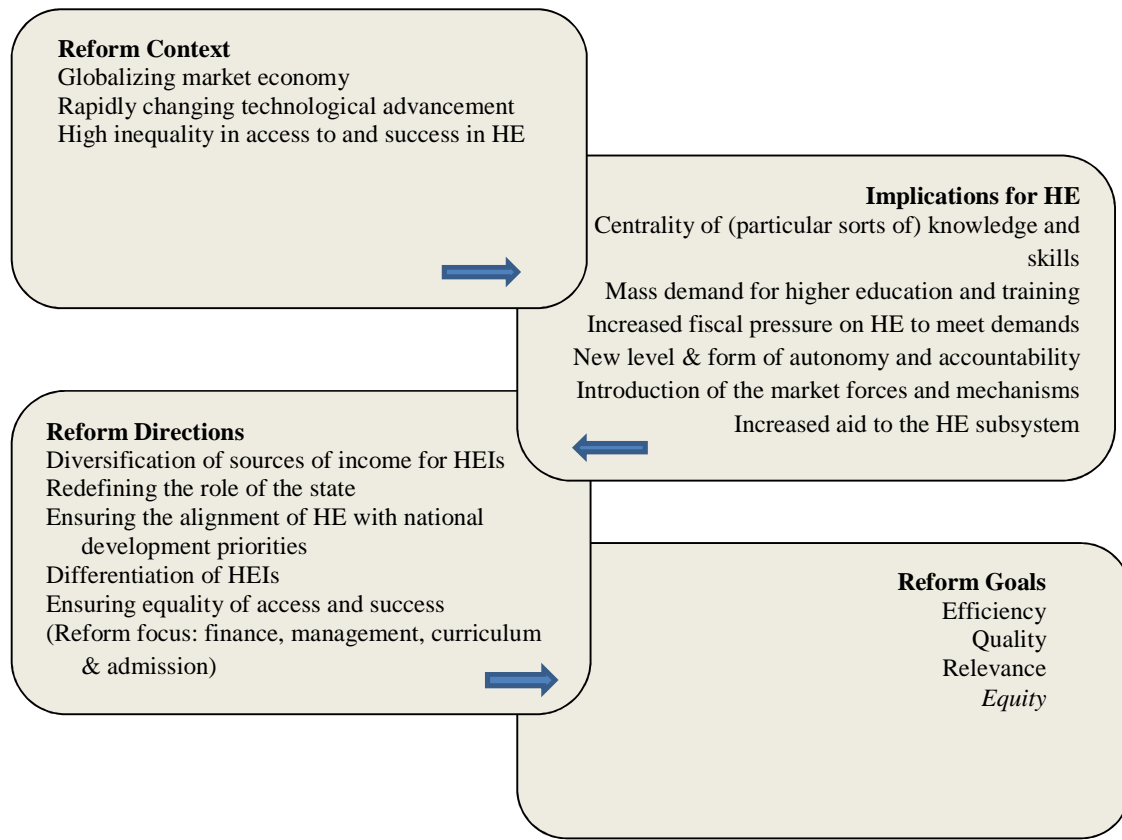 Reform Context
Globalizing market economy
Rapidly changing technological advancement
High inequality in access to and success in HE
Implications for HE
Centrality of (particular sorts of) knowledge and
skills
Mass demand for higher education and training
Increased fiscal pressure on HE to meet demands
New level & form of autonomy and accountability
Introduction of the market forces and mechanisms
Increased aid to the HE subsystem
Reform Directions
Diversification of sources of income for HEIs
Redefining the role of the state
Ensuring the alignment of HE with national
development priorities
Differentiation of HEIs
Ensuring equality of access and success
(Reform focus: finance, management, curriculum
& admission)
Reform Goals
Efficiency
Quality
Relevance
Equity